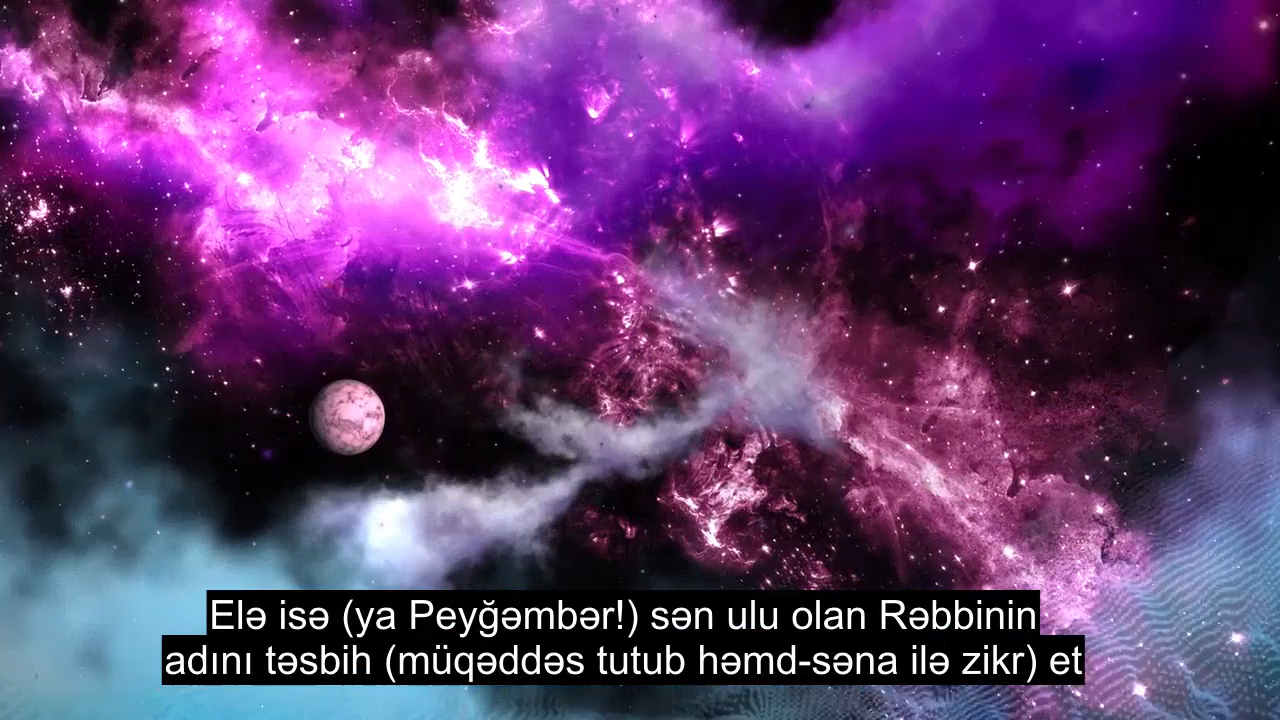 Elə isə (ya Peyğəmbər!) sən ulu olan Rəbbinin
adını təsbih (müqəddəs tutub həmd-səna ilə zikr) et